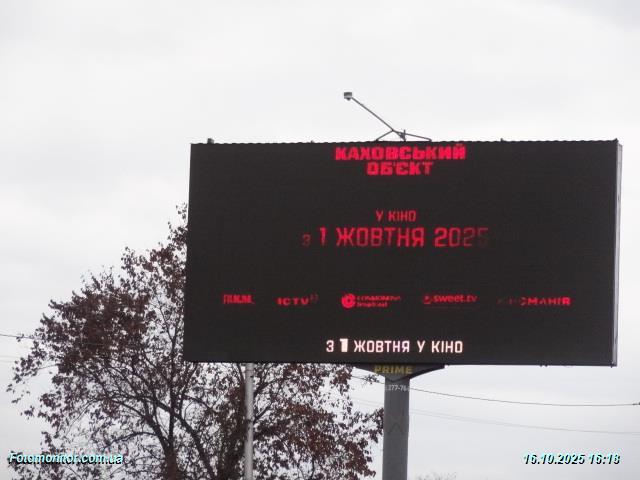 КАХОВСЬКИЙ
ОБ'ЄКТ
У КІНО
З 1 ЖОВТНЯ 2025
ICTV
sweet.tv
З 1 ЖОВТНЯ У КІНО
PRIME
Fotomonitor.com.ua
16.10.2025 16:18